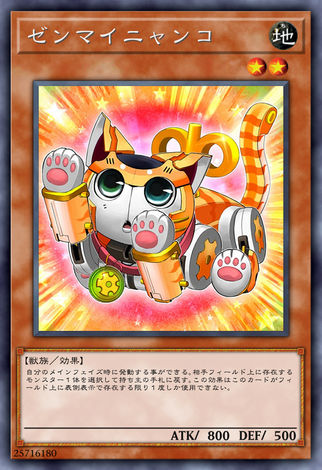 ゼンマイニャンコ
地
【獣族／効果】
自分のメインフェイズ時に発動する事ができる。相手フィールド上に存在する
モンスター１体を選択して持ち主の手札に戻す。この効果はこのカードがフィールド
上に表側表示で存在する限り１度しか使用できない。
ATK/ 800 DEF/ 500
25716180